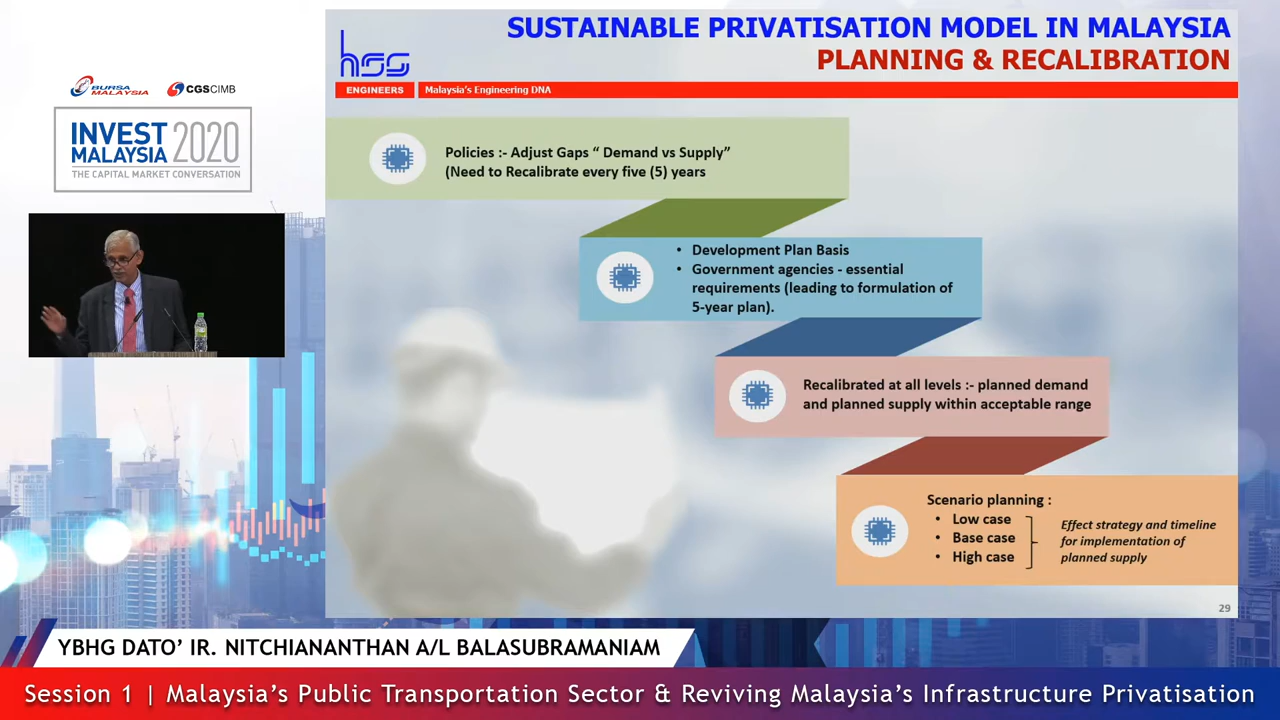 BURSA
MALAYSIA
CGS CIMB
INVEST
MALAYSIA
2020
THE CAPITAL MARKET CONVERSATION
hss
ENGINEERS
Malaysia's Engineering DNA
SUSTAINABLE PRIVATISATION MODEL IN MALAYSIA
PLANNING & RECALIBRATION
Policies :- Adjust Gaps " Demand vs Supply"
(Need to Recalibrate every five (5) years
• Development Plan Basis
• Government agencies - essential
requirements (leading to formulation of
5-year plan).
Recalibrated at all levels :- planned demand
and planned supply within acceptable range
Scenario planning :
• Low case
• Base case
• High case
Effect strategy and timeline
for implementation of
planned supply
29
YBHG DATO' IR. NITCHIANANTHAN A/L BALASUBRAMANIAM
Session 1 | Malaysia's Public Transportation Sector & Reviving Malaysia's Infrastructure Privatisation